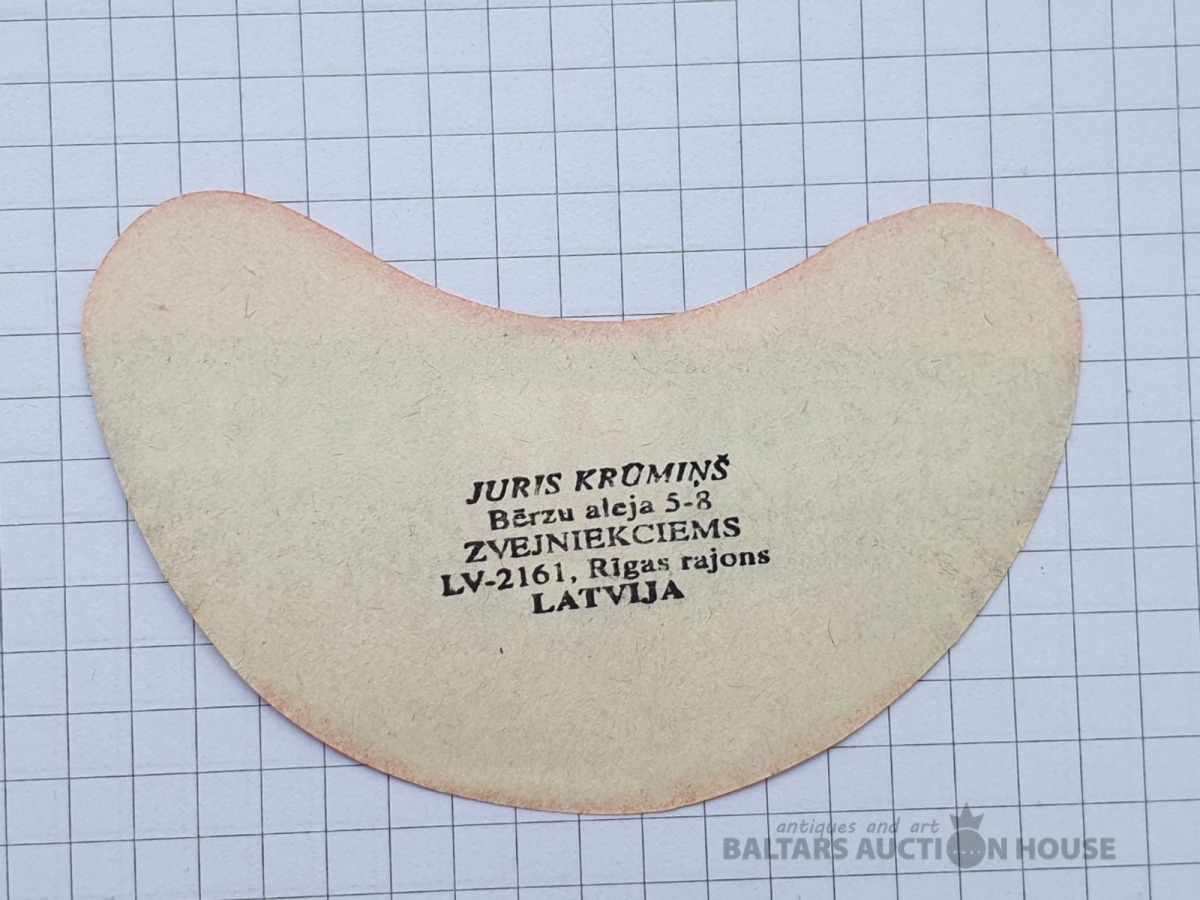 JURIS KRŪMIŅŠ
Bērzu aleja 5-8
ZVEJNIEKCIEMS
LV-2161, Rīgas rajons
LATVIJA
antiques and art
BALTARS AUCTION HOUSE